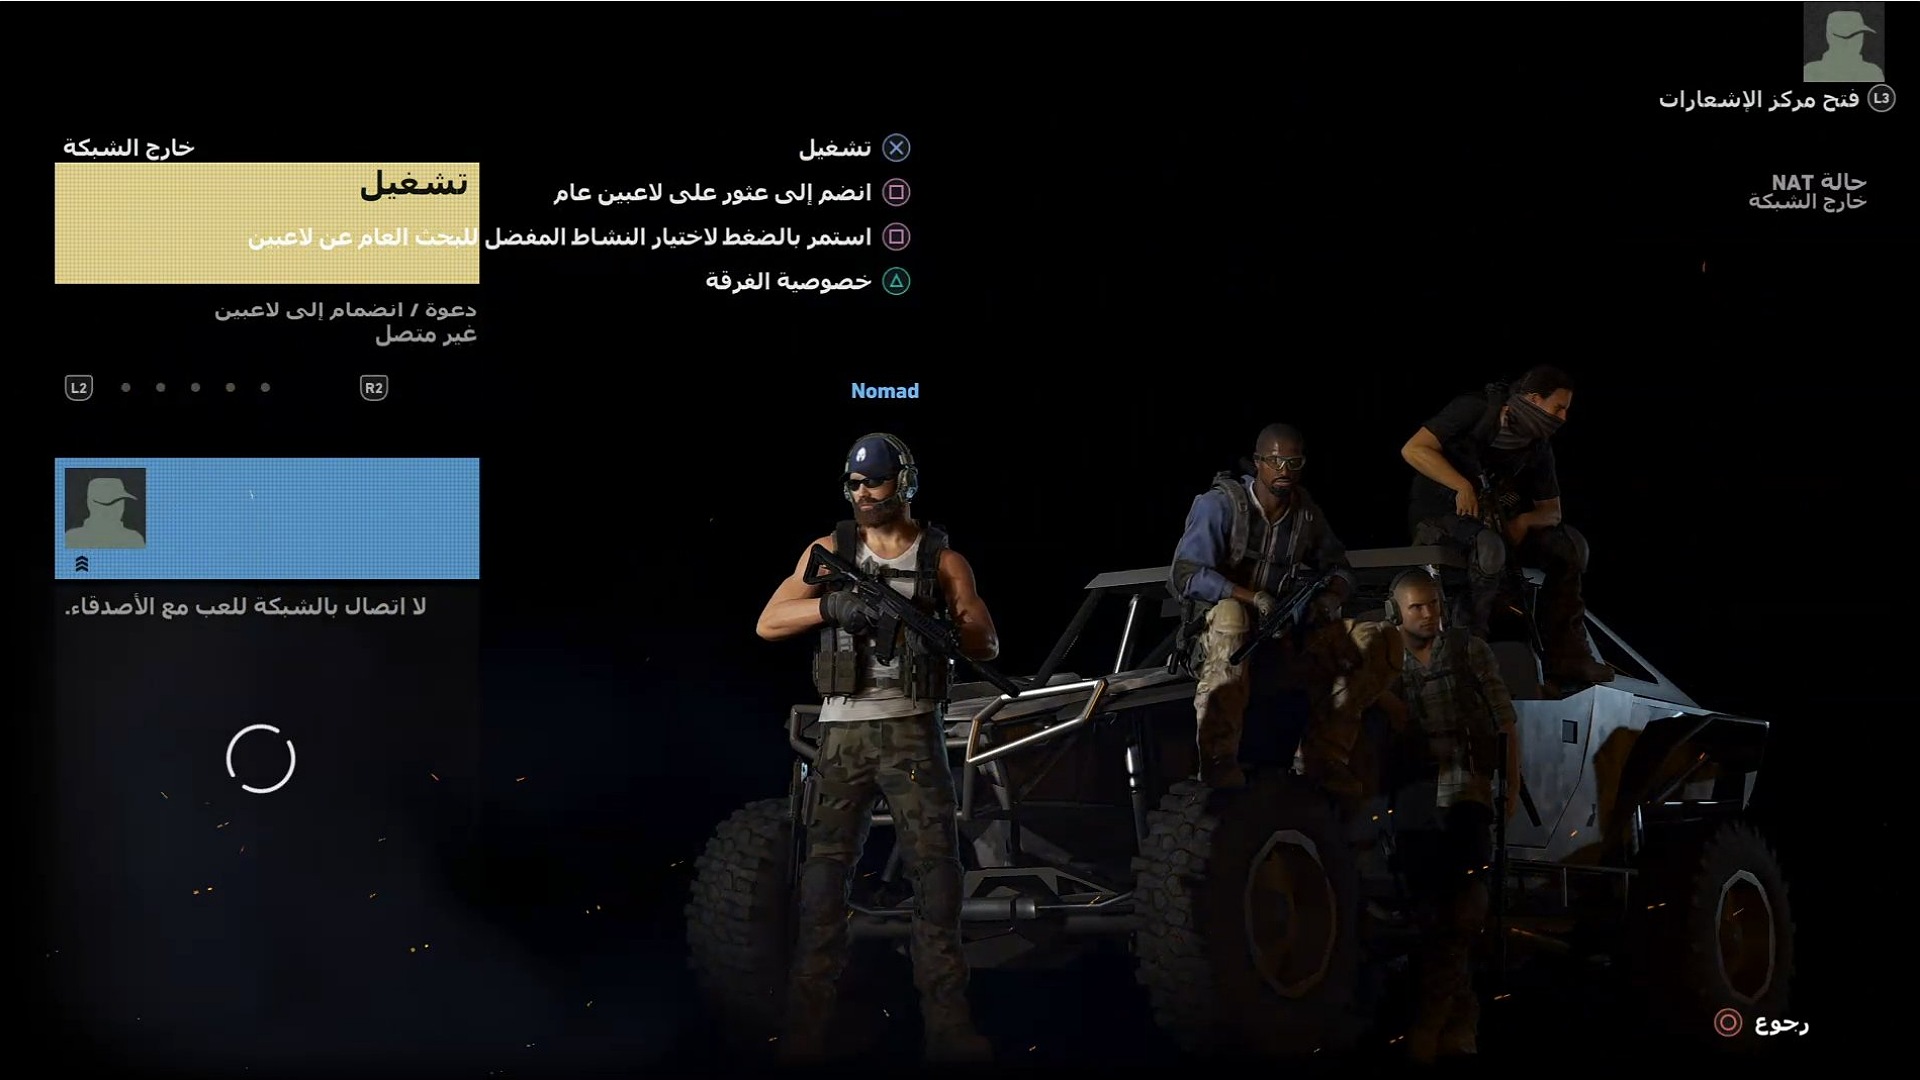 فتح مركز الإشعارات L3
خارج الشبكة
تشغيل
تشغيل
انضم إلى عثور على لاعبين عام
استمر بالضغط لاختيار النشاط المفضل للبحث العام عن لاعبين
خصوصية الفرقة
حالة NAT
خارج الشبكة
دعوة / انضمام إلى لاعبين
غير متصل
L2
R2
Nomad
لا اتصال بالشبكة للعب مع الأصدقاء.
رجوع